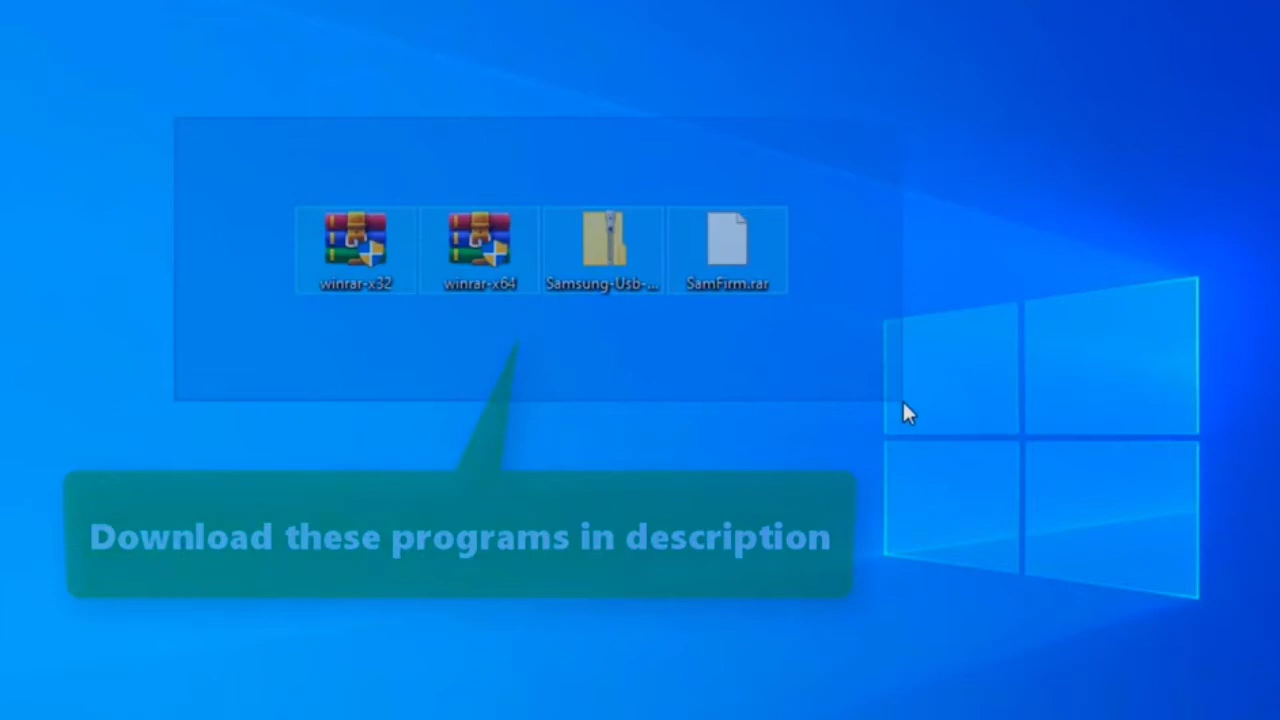 winrar-x32
winrar-x64
Samsung-Usb-...
SamFirm.rar
Download these programs in description